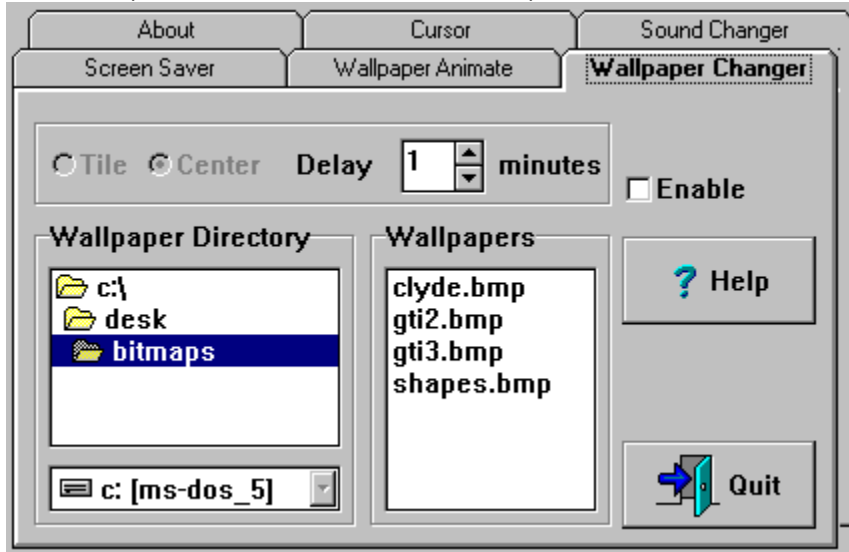 About Cursor Sound Changer
Screen Saver Wallpaper Animate Wallpaper Changer
Tile Center Delay 1 minutes
Enable
Wallpaper Directory
c:\
desk
bitmaps
c: [ms-dos_5]
Wallpapers
clyde.bmp
gti2.bmp
gti3.bmp
shapes.bmp
? Help
Quit